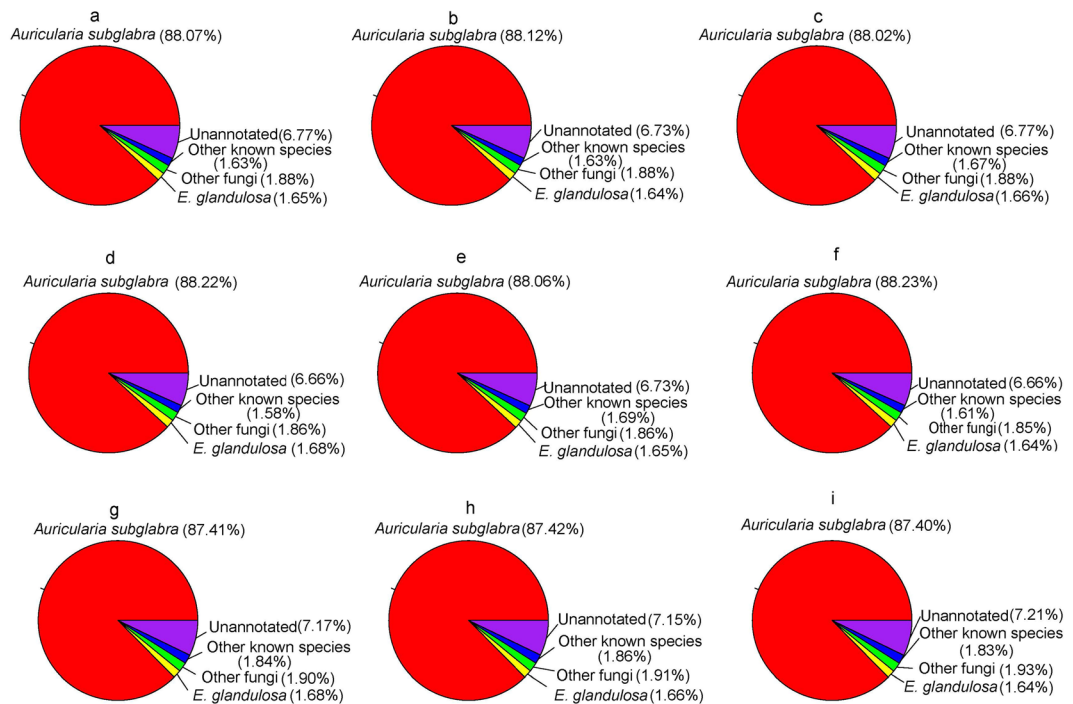 a
Auricularia subglabra (88.07%)
Unannotated (6.77%)
Other known species
(1.63%)
Other fungi (1.88%)
E. glandulosa (1.65%)
b
Auricularia subglabra (88.12%)
Unannotated (6.73%)
Other known species
(1.63%)
Other fungi (1.88%)
E. glandulosa (1.64%)
c
Auricularia subglabra (88.02%)
Unannotated (6.77%)
Other known species
(1.67%)
Other fungi (1.88%)
E. glandulosa (1.66%)
d
Auricularia subglabra (88.22%)
Unannotated (6.66%)
Other known species
(1.58%)
Other fungi (1.86%)
E. glandulosa (1.68%)
e
Auricularia subglabra (88.06%)
Unannotated (6.73%)
Other known species
(1.69%)
Other fungi (1.86%)
E. glandulosa (1.65%)
f
Auricularia subglabra (88.23%)
Unannotated (6.66%)
Other known species
(1.61%)
Other fungi (1.85%)
E. glandulosa (1.64%)
g
Auricularia subglabra (87.41%)
Unannotated (7.17%)
Other known species
(1.84%)
Other fungi (1.90%)
E. glandulosa (1.68%)
h
Auricularia subglabra (87.42%)
Unannotated (7.15%)
Other known species
(1.86%)
Other fungi (1.91%)
E. glandulosa (1.66%)
i
Auricularia subglabra (87.40%)
Unannotated (7.21%)
Other known species
(1.83%)
Other fungi (1.93%)
E. glandulosa (1.64%)